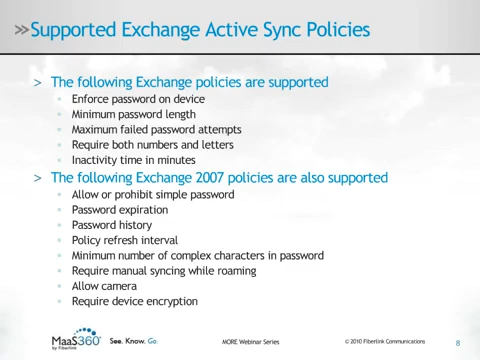 >> Supported Exchange Active Sync Policies
> The following Exchange policies are supported
Enforce password on device
Minimum password length
Maximum failed password attempts
Require both numbers and letters
Inactivity time in minutes
> The following Exchange 2007 policies are also supported
Allow or prohibit simple password
Password expiration
Password history
Policy refresh interval
Minimum number of complex characters in password
Require manual syncing while roaming
Allow camera
Require device encryption
MaaS360 by Fiberlink
See. Know. Go.
MORE Webinar Series
© 2010 Fiberlink Communications
8